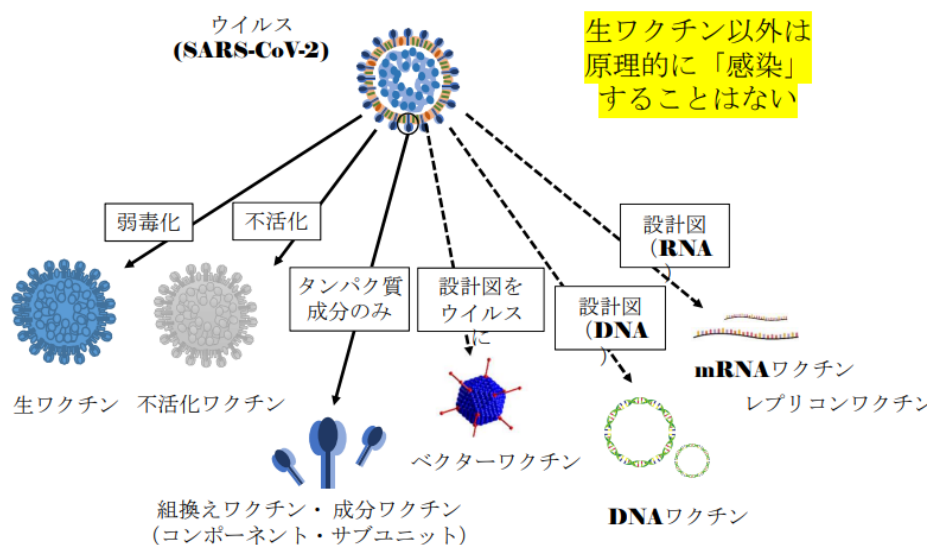 ウイルス
(SARS-CoV-2)
生ワクチン以外は
原理的に「感染」
することはない
弱毒化
不活化
タンパク質
成分のみ
設計図を
ウイルス
に
設計図
（DNA
）
設計図
（RNA
）
生ワクチン
不活化ワクチン
組換えワクチン・成分ワクチン
（コンポーネント・サブユニット）
ベクターワクチン
DNAワクチン
mRNAワクチン
レプリコンワクチン